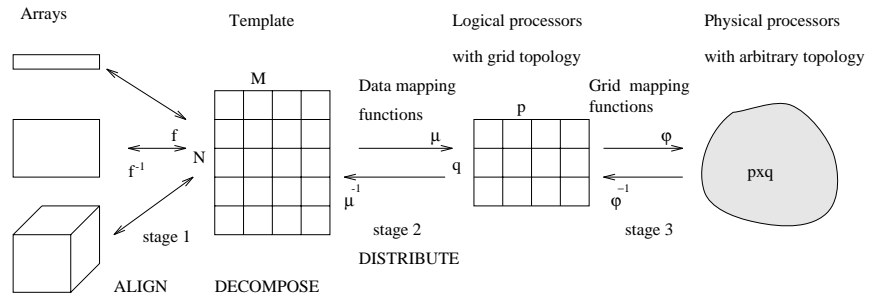 Arrays
Template
Logical processors
with grid topology
Physical processors
with arbitrary topology
M
N
f
f-1
Data mapping
functions
μ
μ-1
p
q
Grid mapping
functions
φ
φ-1
pxq
stage 1
stage 2
stage 3
ALIGN
DECOMPOSE
DISTRIBUTE